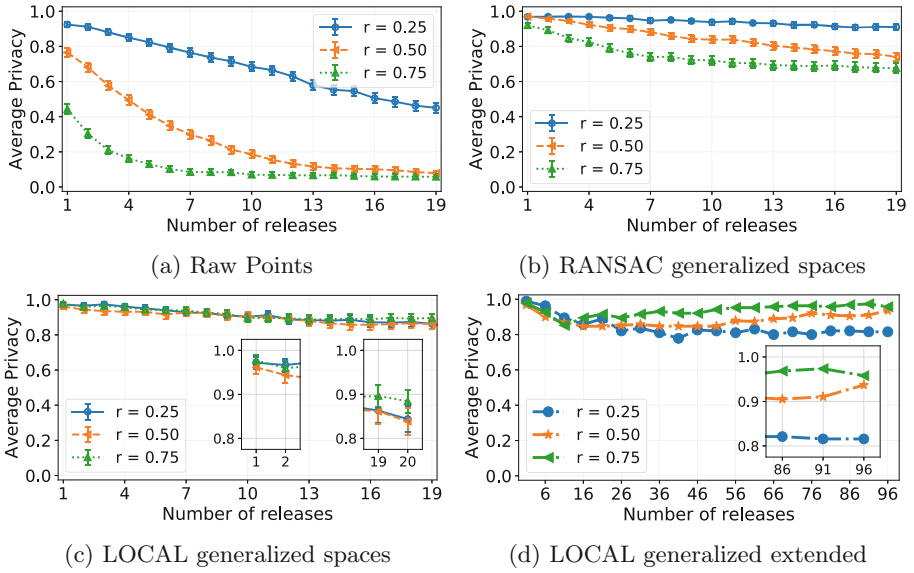 Average Privacy
1.0
0.8
0.6
0.4
0.2
0.0
r = 0.25
r = 0.50
r = 0.75
1 4 7 10 13 16 19
Number of releases
(a) Raw Points
Average Privacy
1.0
0.8
0.6
0.4
0.2
0.0
r = 0.25
r = 0.50
r = 0.75
1 4 7 10 13 16 19
Number of releases
(b) RANSAC generalized spaces
Average Privacy
1.0
0.8
0.6
0.4
0.2
0.0
1.0
0.9
0.8
1 2
1.0
0.9
0.8
19 20
r = 0.25
r = 0.50
r = 0.75
1 4 7 10 13 16 19
Number of releases
(c) LOCAL generalized spaces
Average Privacy
1.0
0.8
0.6
0.4
0.2
0.0
1.0
0.9
0.8
86 91 96
r = 0.25
r = 0.50
r = 0.75
6 16 26 36 46 56 66 76 86 96
Number of releases
(d) LOCAL generalized extended